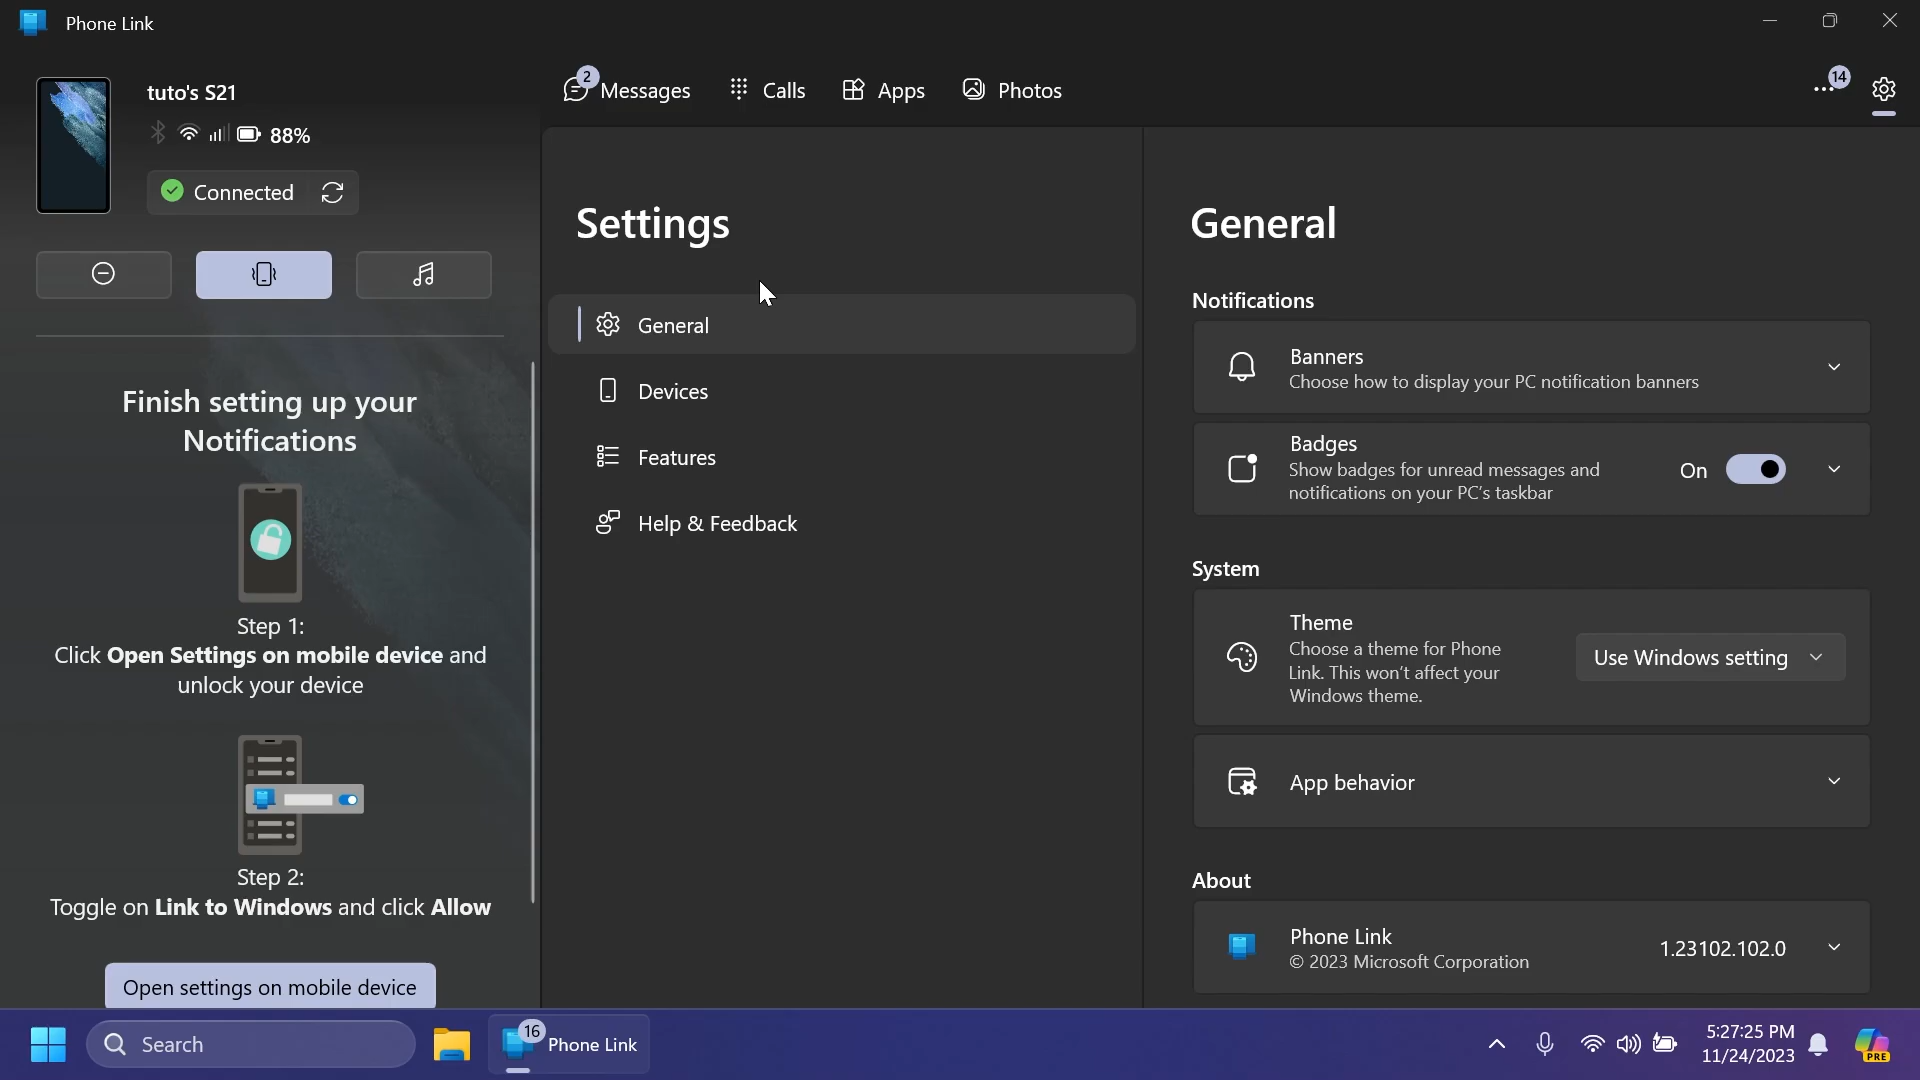 Phone Link
tuto's S21
88%
Connected
2
Messages
Calls
Apps
Photos
14
Finish setting up your
Notifications
Step 1:
Click Open Settings on mobile device and
unlock your device
Step 2:
Toggle on Link to Windows and click Allow
Open settings on mobile device
Settings
General
Devices
Features
Help & Feedback
General
Notifications
Banners
Choose how to display your PC notification banners
Badges
Show badges for unread messages and
notifications on your PC's taskbar
On
System
Theme
Choose a theme for Phone
Link. This won't affect your
Windows theme.
Use Windows setting
App behavior
About
Phone Link
© 2023 Microsoft Corporation
1.23102.102.0
Search
16
Phone Link
5:27:25 PM
11/24/2023
PRE